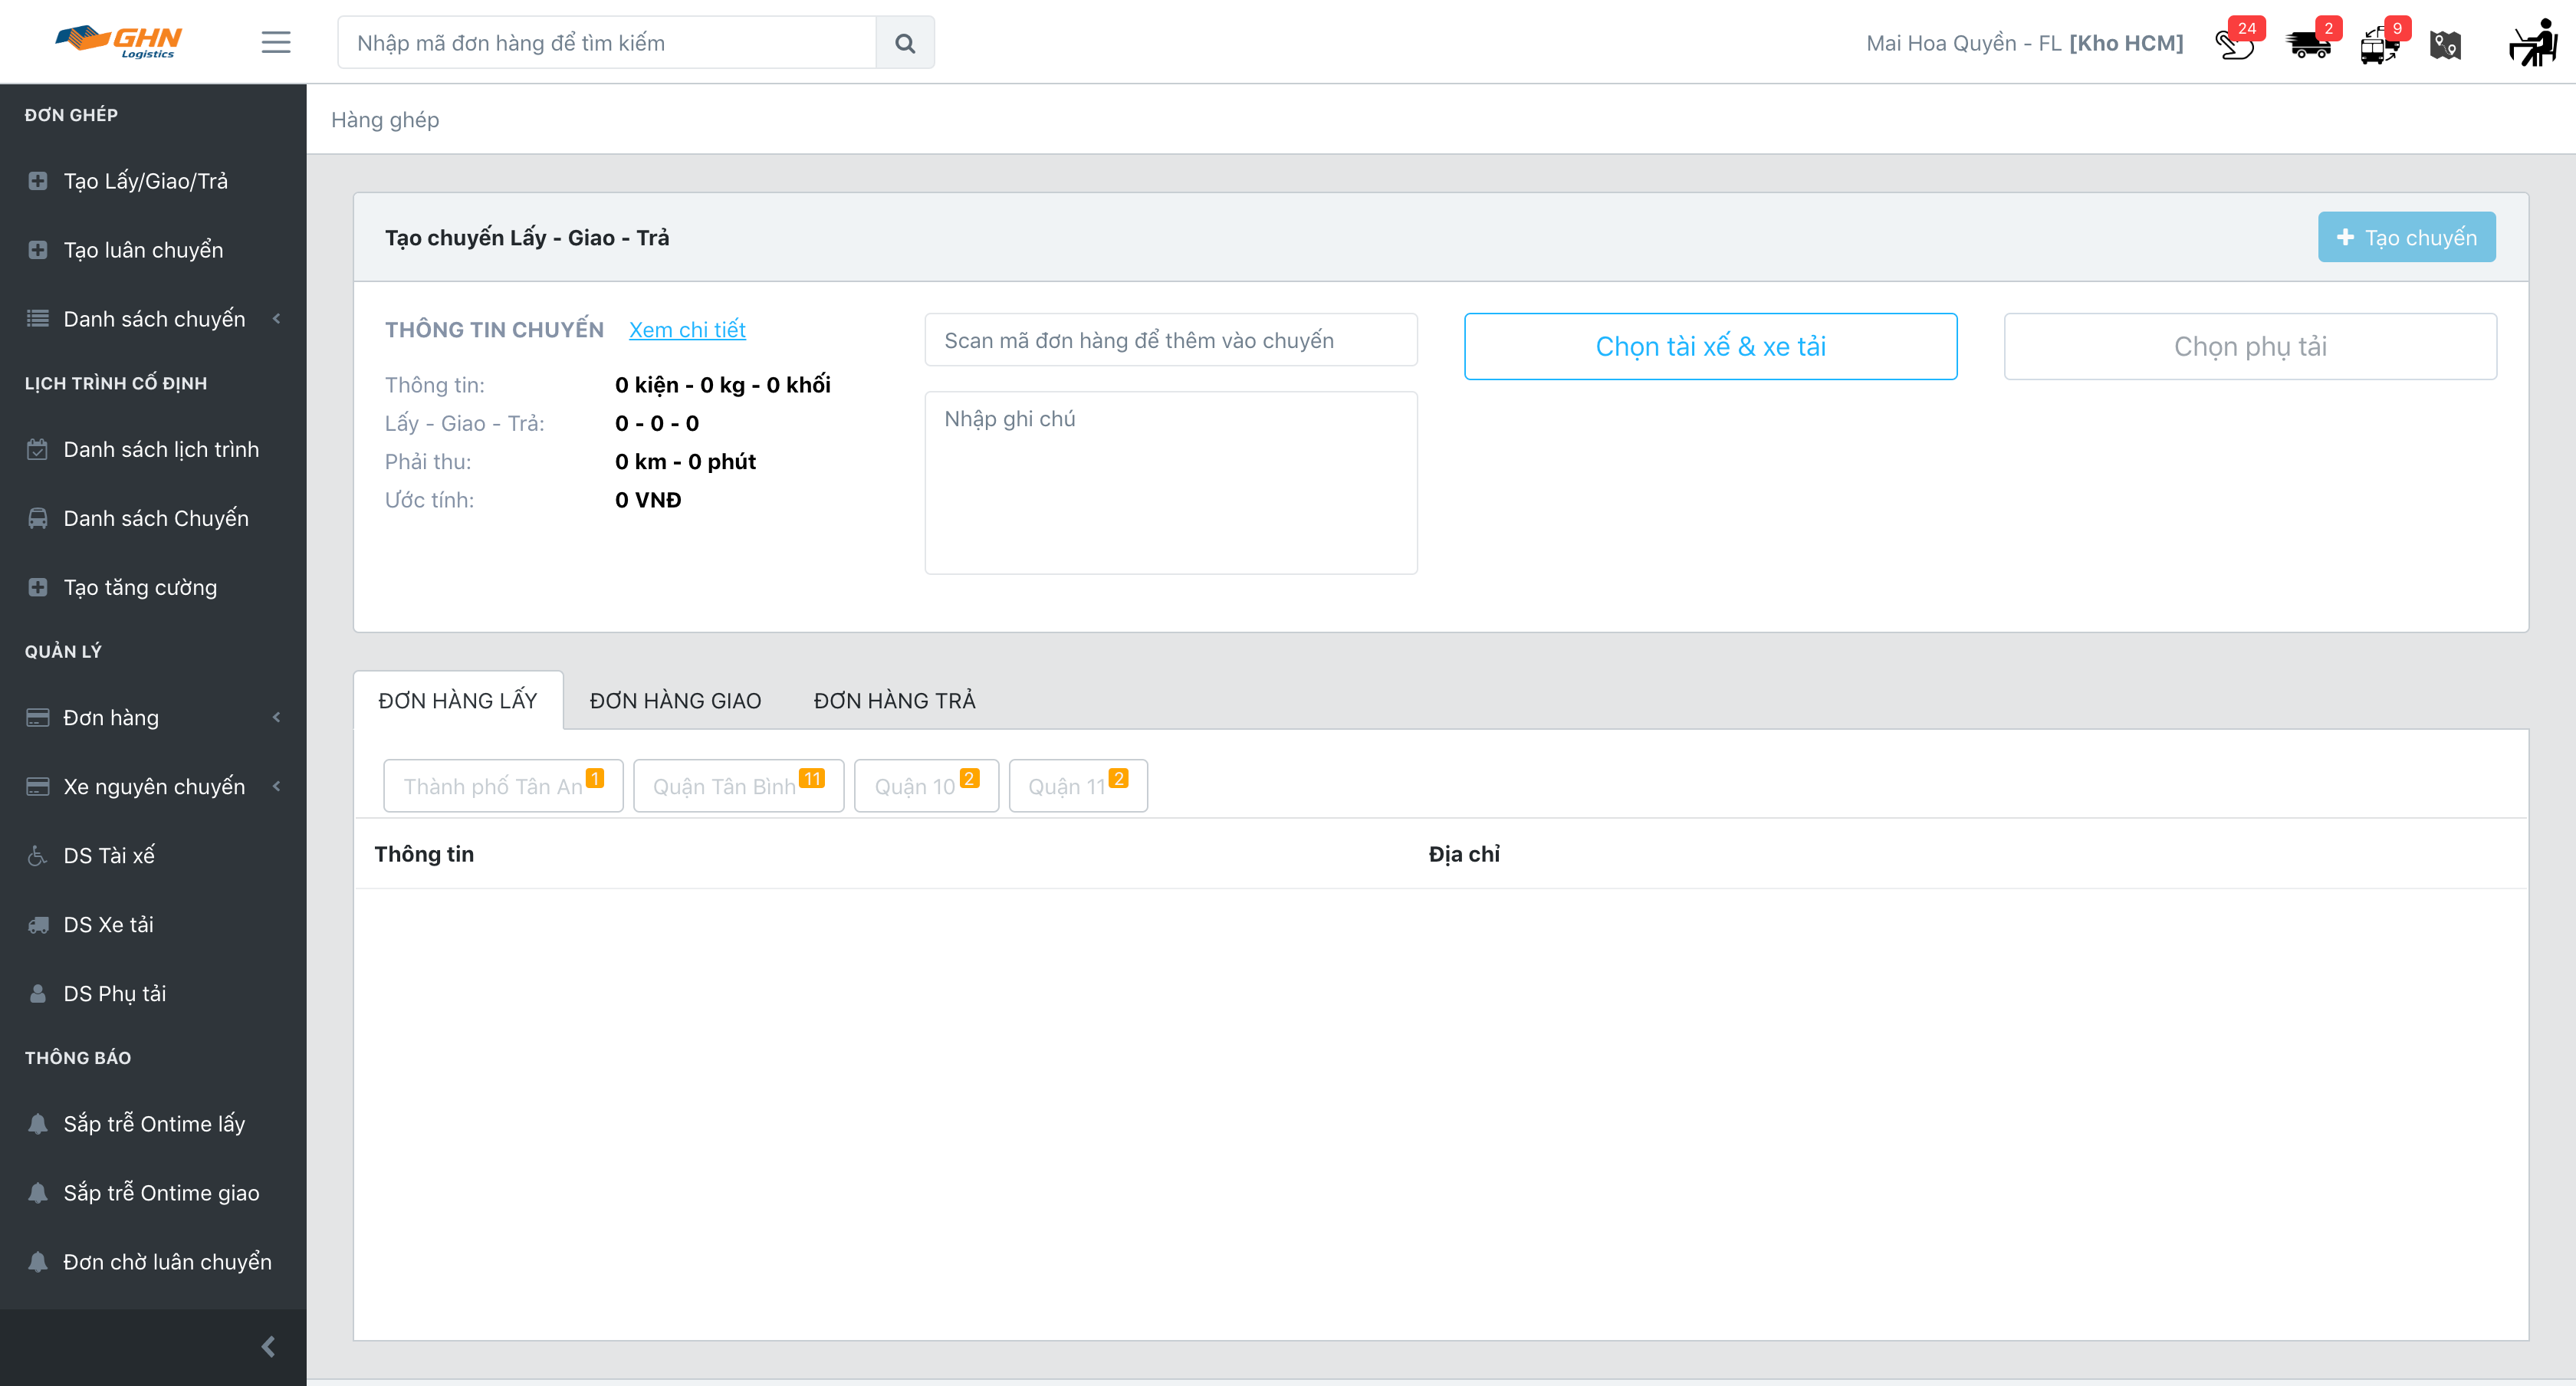 GHN
Logistics
Nhập mã đơn hàng để tìm kiếm
Mai Hoa Quyền - FL [Kho HCM]
24
2
9
ĐƠN GHÉP
Tạo Lấy/Giao/Trả
Tạo luân chuyển
Danh sách chuyến
LỊCH TRÌNH CỐ ĐỊNH
Danh sách lịch trình
Danh sách Chuyến
Tạo tăng cường
QUẢN LÝ
Đơn hàng
Xe nguyên chuyến
DS Tài xế
DS Xe tải
DS Phụ tải
THÔNG BÁO
Sắp trễ Ontime lấy
Sắp trễ Ontime giao
Đơn chờ luân chuyển
Hàng ghép
Tạo chuyến Lấy - Giao - Trả
Tạo chuyến
THÔNG TIN CHUYẾN Xem chi tiết
Thông tin: 0 kiện - 0 kg - 0 khối
Lấy - Giao - Trả: 0 - 0 - 0
Phải thu: 0 km - 0 phút
Ước tính: 0 VNĐ
Scan mã đơn hàng để thêm vào chuyến
Nhập ghi chú
Chọn tài xế & xe tải
Chọn phụ tải
ĐƠN HÀNG LẤY ĐƠN HÀNG GIAO ĐƠN HÀNG TRẢ
Thành phố Tân An 1 Quận Tân Bình 11 Quận 10 2 Quận 11 2
Thông tin Địa chỉ